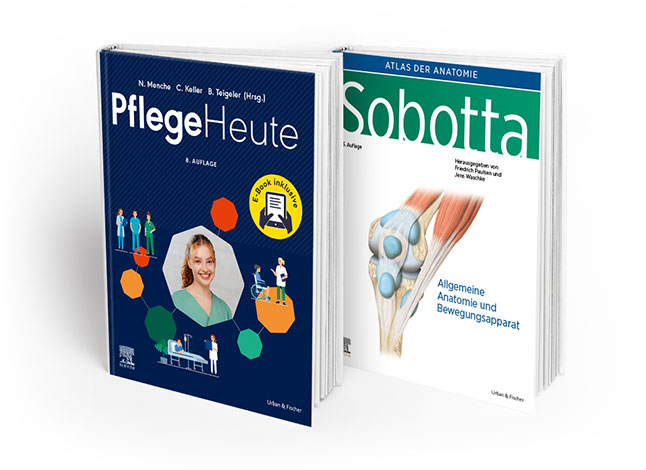 N. Menche C. Keller B. Teigeler (Hrsg.)
PflegeHeute
8. AUFLAGE
E-Book inklusive
ELSEVIER
Urban & Fischer
ATLAS DER ANATOMIE
Sobotta
Auflage
Herausgegeben von
Friedrich Paulsen und
Jens Waschke
Allgemeine
Anatomie und
Bewegungsapparat
Urban & Fischer